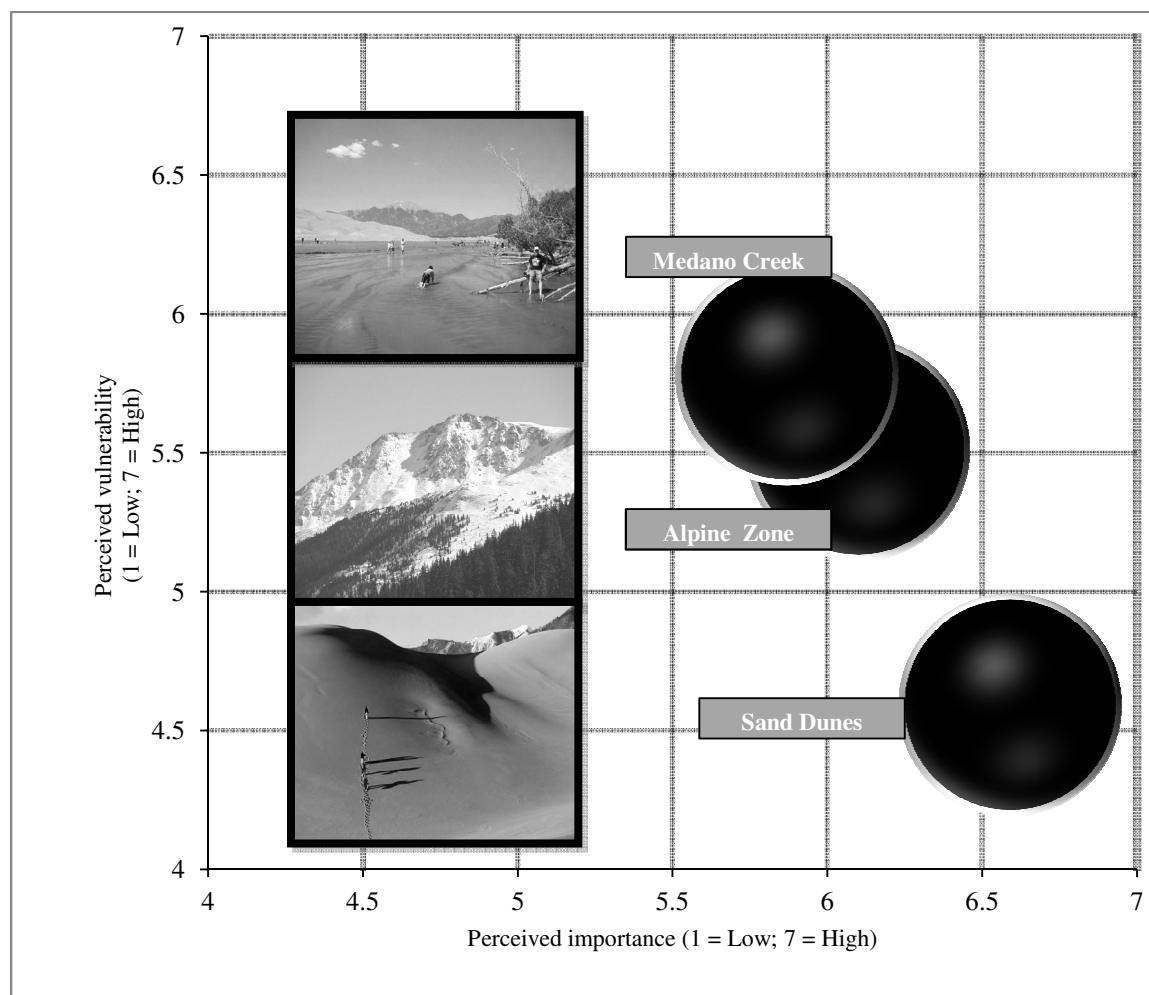 7
6.5
Medano Creek
6
Perceived vulnerability
(1 = Low; 7 = High)
5.5
Alpine  Zone
5
Sand Dunes
4.5
4
4
4.5
5
5.5
6
6.5
7
Perceived importance (1 = Low; 7 = High)